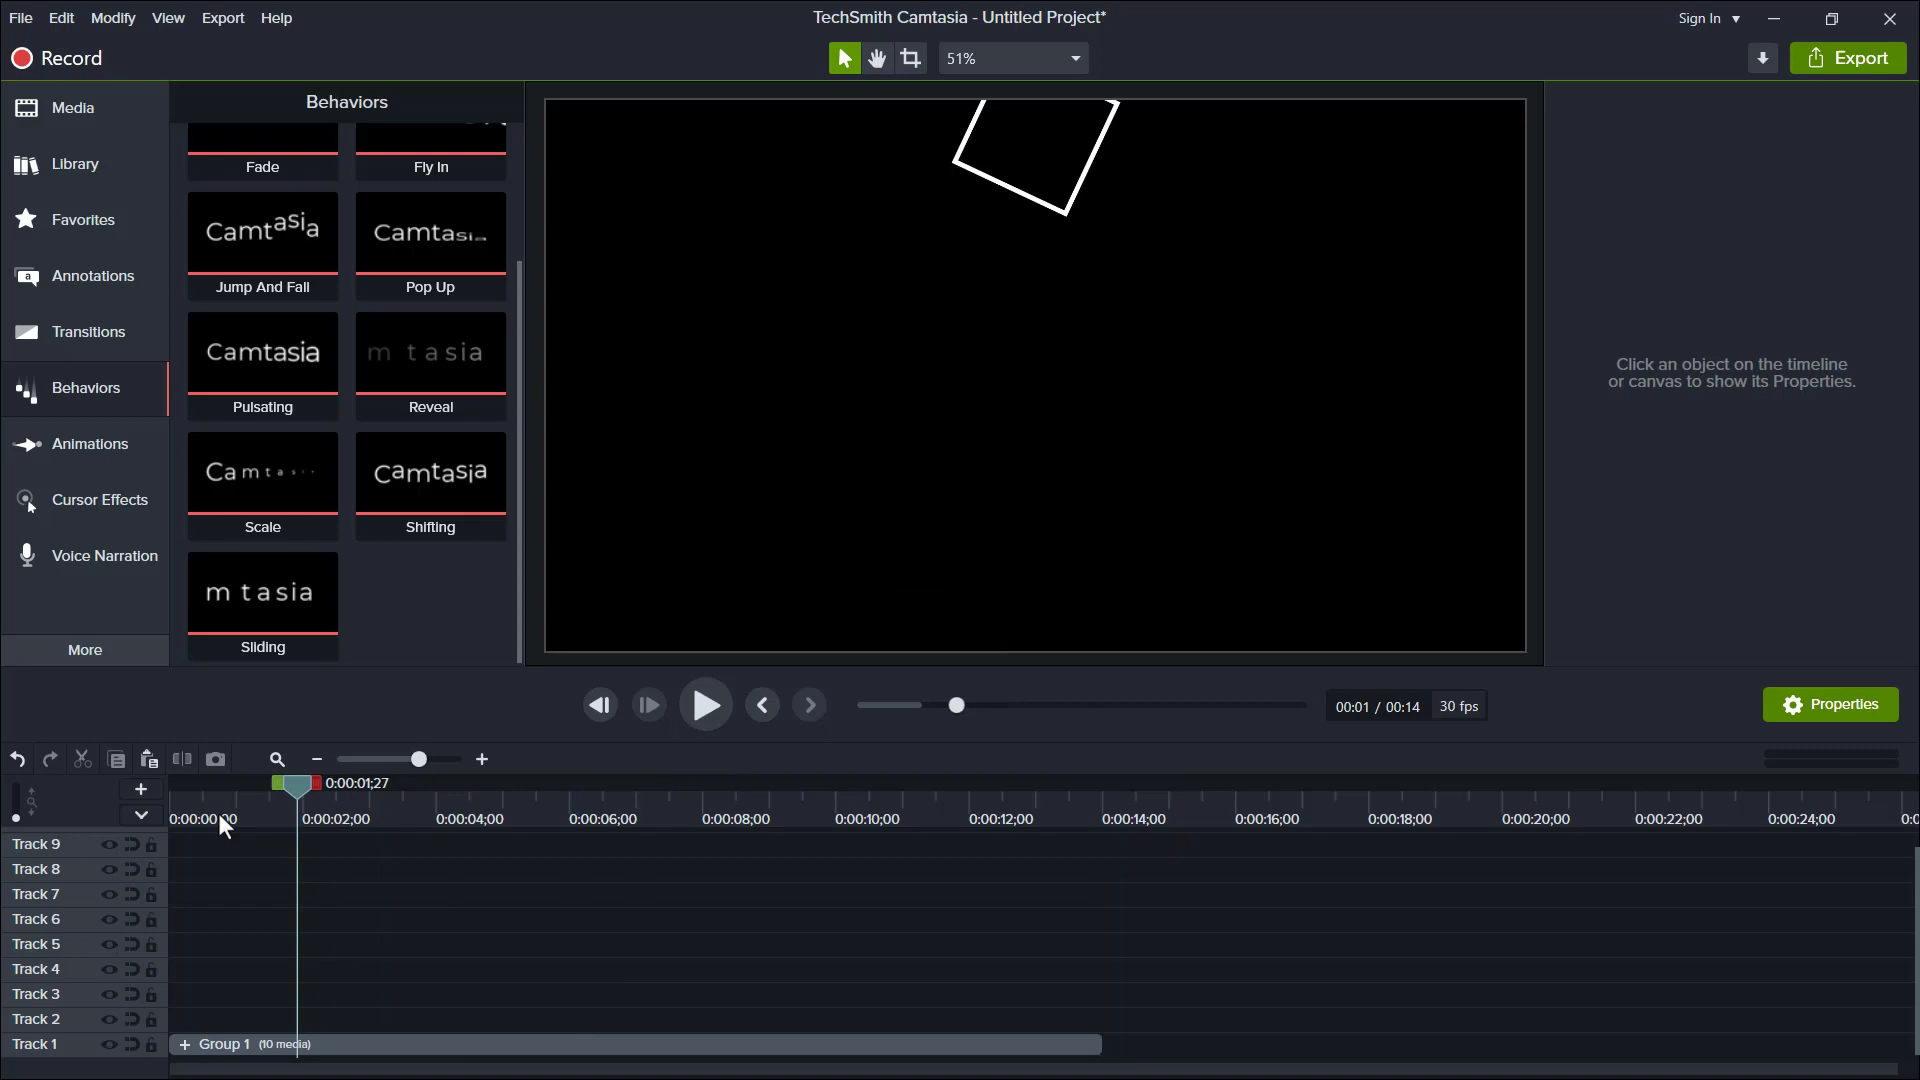 File Edit Modify View Export Help
TechSmith Camtasia - Untitled Project*
Sign In
Record
51%
Export
Media
Library
Favorites
Annotations
Transitions
Behaviors
Animations
Cursor Effects
Voice Narration
More
Behaviors
Fade Fly In
Camtasia Camtasia
Jump And Fall Pop Up
Camtasia m t a s i a
Pulsating Reveal
Camtas Camtasia
Scale Shifting
m t a s i a
Sliding
Click an object on the timeline
or canvas to show its Properties.
00:01 / 00:14 30 fps
Properties
0:00:01;27
0:00:00;00 0:00:02;00 0:00:04;00 0:00:06;00 0:00:08;00 0:00:10;00 0:00:12;00 0:00:14;00 0:00:16;00 0:00:18;00 0:00:20;00 0:00:22;00 0:00:24;00 0:0
Track 9
Track 8
Track 7
Track 6
Track 5
Track 4
Track 3
Track 2
Track 1
+ Group 1 (10 media)